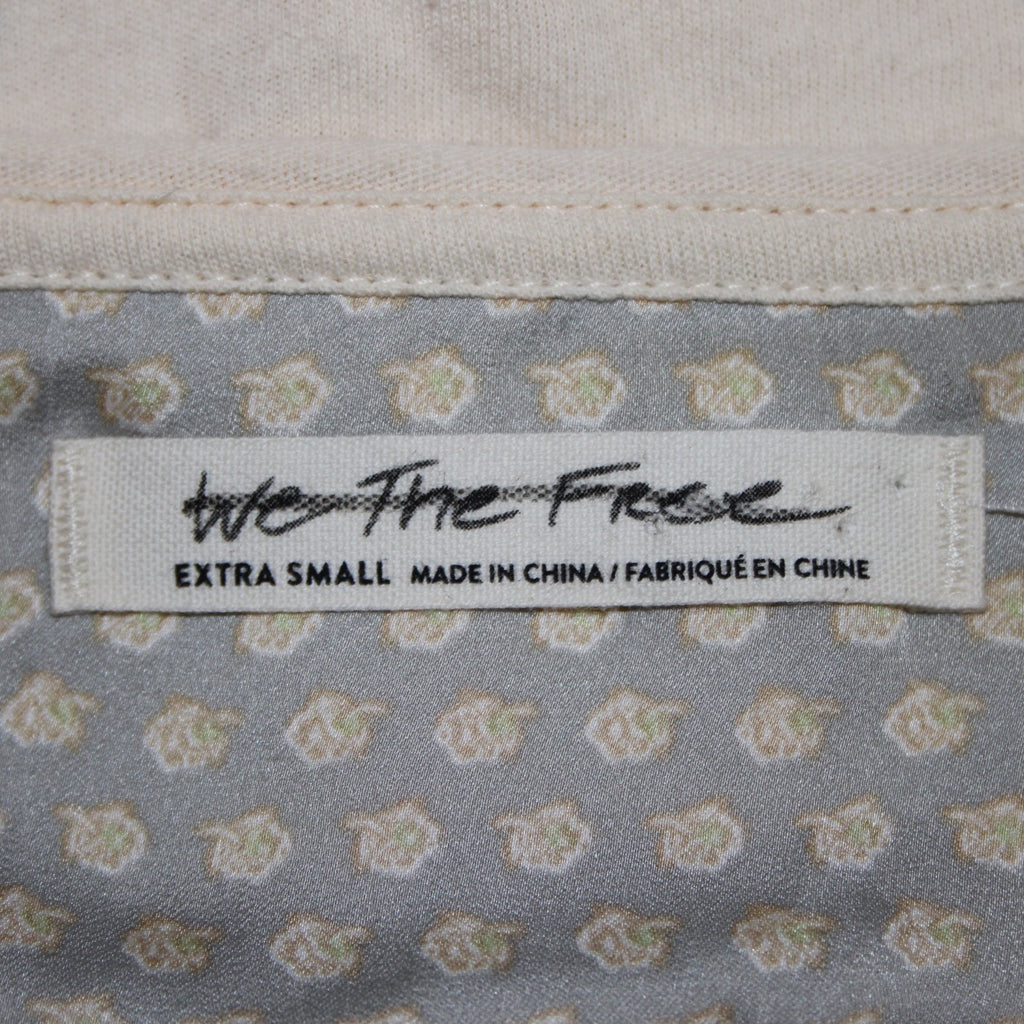 We The Free
EXTRA SMALL MADE IN CHINA / FABRIQUÉ EN CHINE